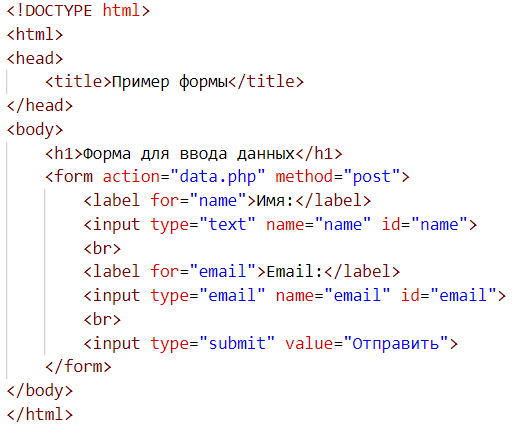 <!DOCTYPE html>
<html>
<head>
    <title>Пример формы</title>
</head>
<body>
    <h1>Форма для ввода данных</h1>
    <form action="data.php" method="post">
        <label for="name">Имя:</label>
        <input type="text" name="name" id="name">
        <br>
        <label for="email">Email:</label>
        <input type="email" name="email" id="email">
        <br>
        <input type="submit" value="Отправить">
    </form>
</body>
</html>